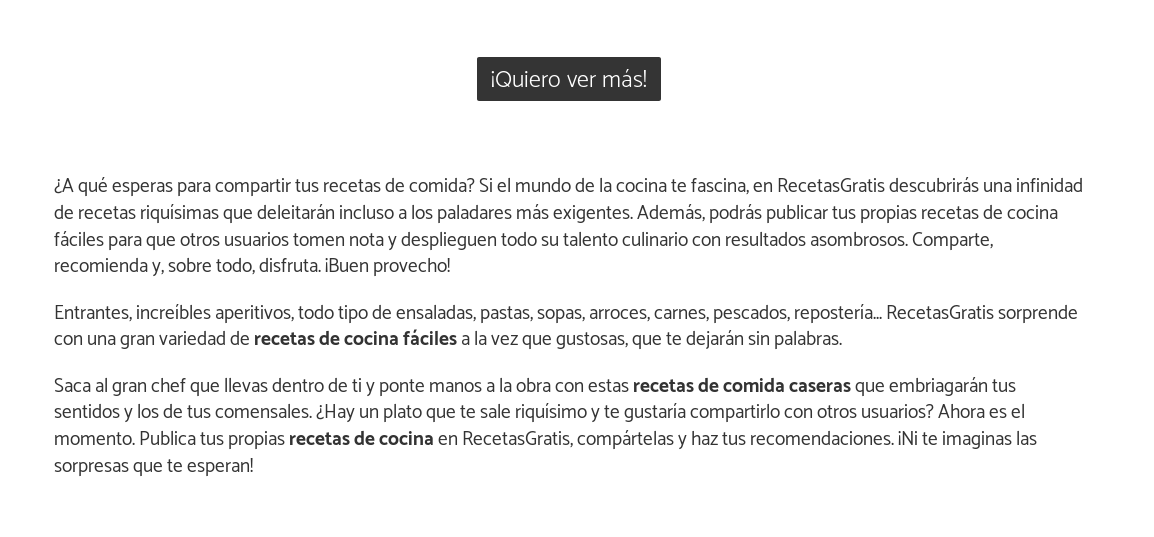 ¡Quiero ver más!
¿A qué esperas para compartir tus recetas de comida? Si el mundo de la cocina te fascina, en RecetasGratis descubrirás una infinidad
de recetas riquísimas que deleitarán incluso a los paladares más exigentes. Además, podrás publicar tus propias recetas de cocina
fáciles para que otros usuarios tomen nota y desplieguen todo su talento culinario con resultados asombrosos. Comparte,
recomienda y, sobre todo, disfruta. ¡Buen provecho!
Entrantes, increíbles aperitivos, todo tipo de ensaladas, pastas, sopas, arroces, carnes, pescados, repostería... RecetasGratis sorprende
con una gran variedad de recetas de cocina fáciles a la vez que gustosas, que te dejarán sin palabras.
Saca al gran chef que llevas dentro de ti y ponte manos a la obra con estas recetas de comida caseras que embriagarán tus
sentidos y los de tus comensales. ¿Hay un plato que te sale riquísimo y te gustaría compartirlo con otros usuarios? Ahora es el
momento. Publica tus propias recetas de cocina en RecetasGratis, compártelas y haz tus recomendaciones. ¡Ni te imaginas las
sorpresas que te esperan!